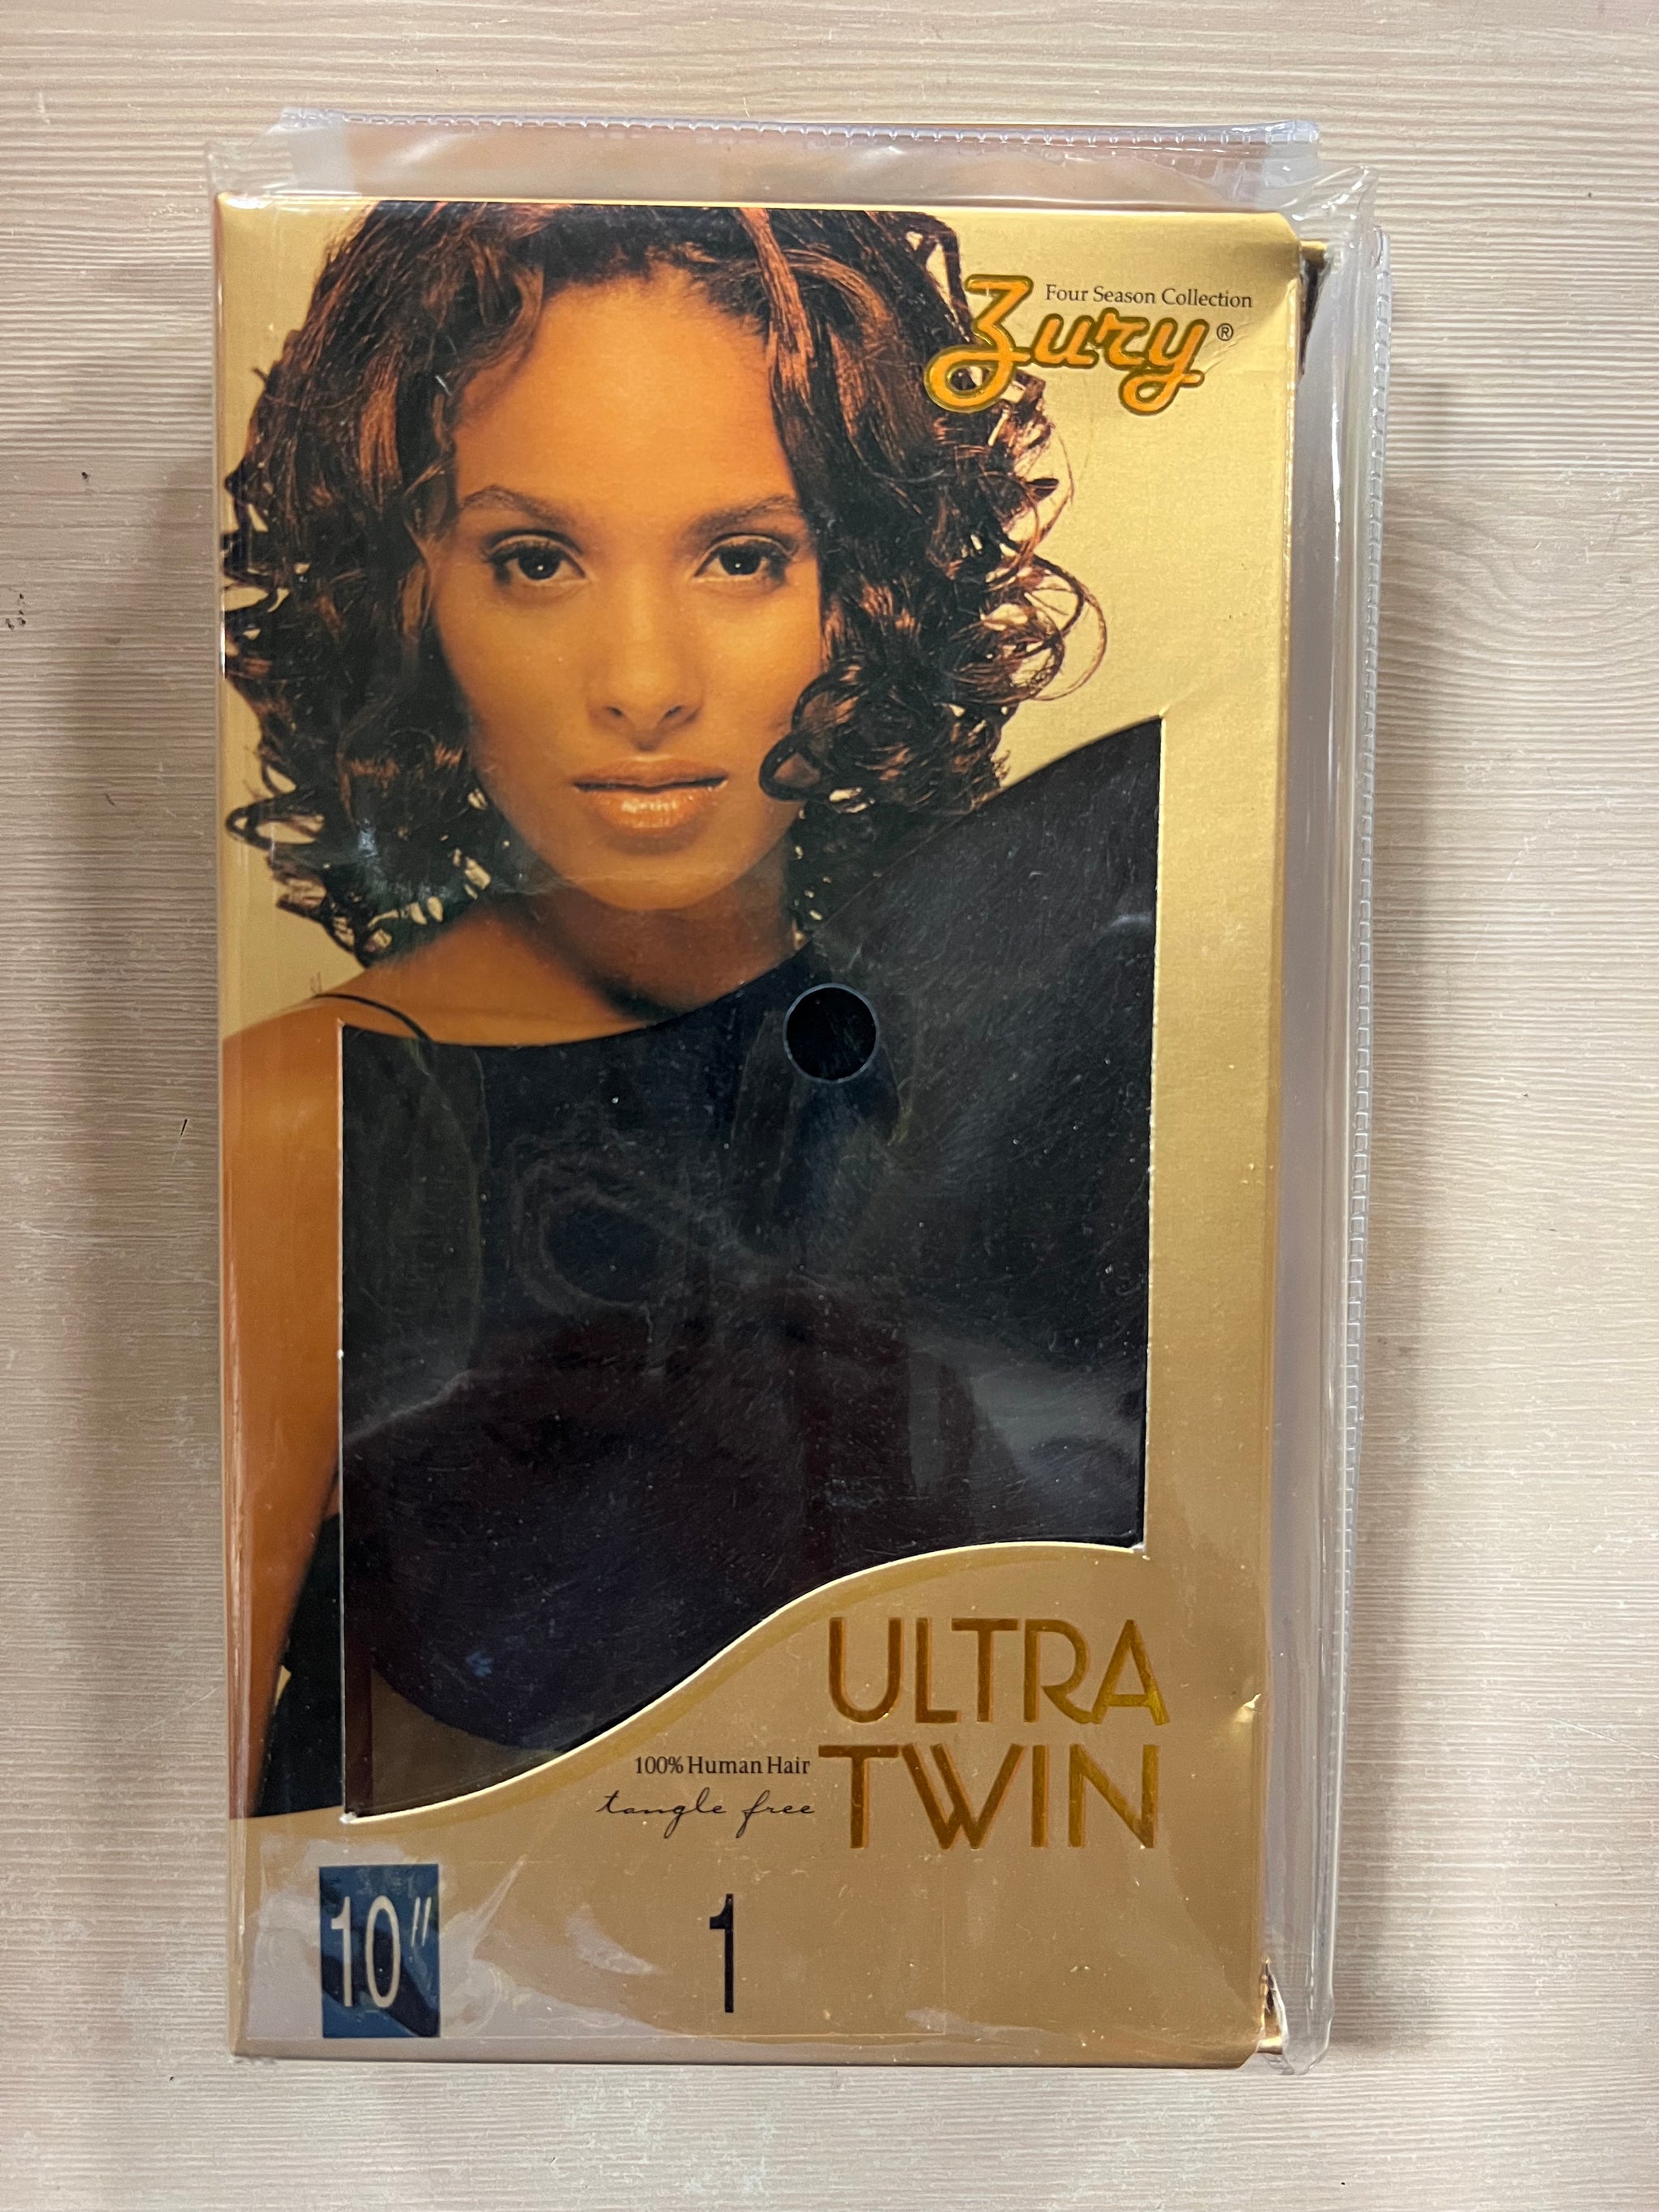 Four Season Collection
Zury®
ULTRA
TWIN
100% Human Hair
tangle free
10"
1